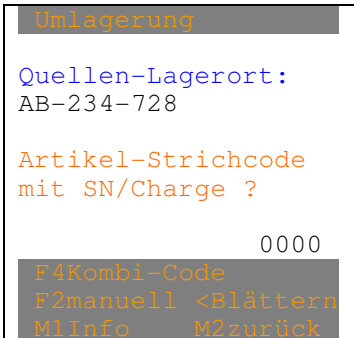 Umlagerung
Quellen-Lagerort:
AB-234-728
Artikel-Strichcode
mit SN/Charge ?
0000
F4Kombi-Code
F2manuell <Blättern
M1Info M2zurück